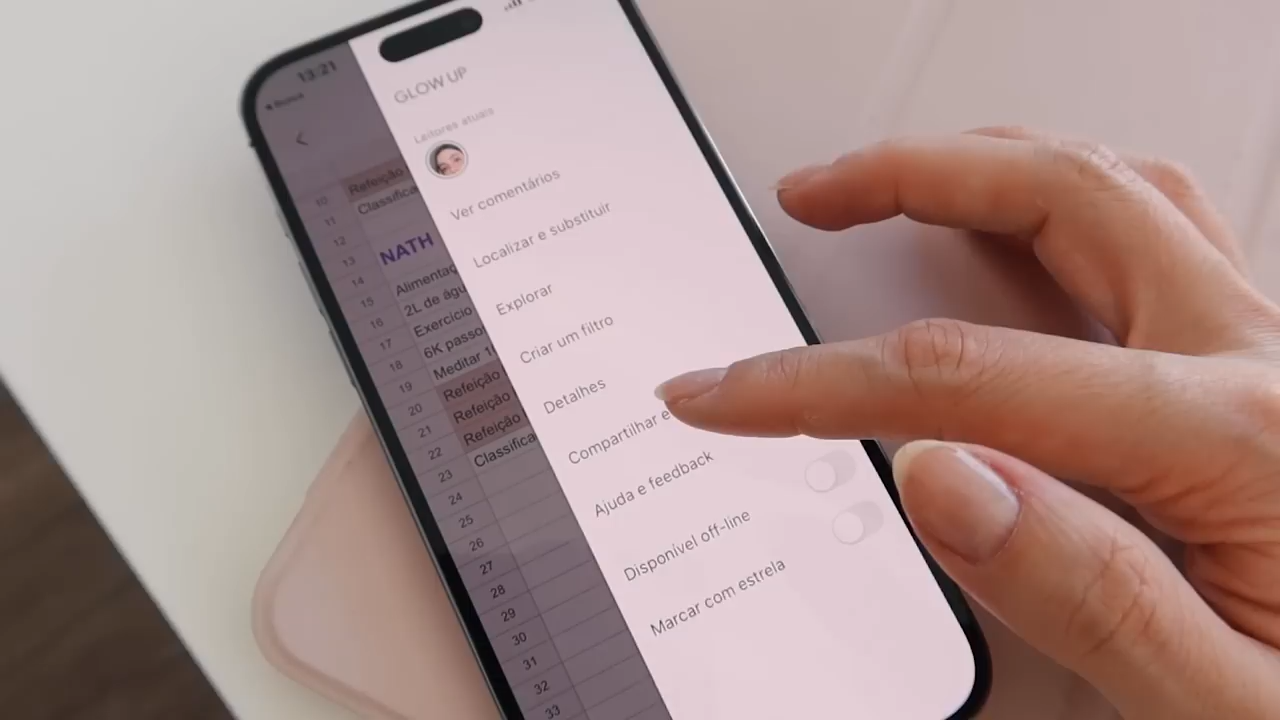 13:21
Busca
GLOW UP
Leitores atuais
Ver comentários
Localizar e substituir
Explorar
Criar um filtro
Detalhes
Compartilhar e
Ajuda e feedback
Disponível off-line
Marcar com estrela
10 Refeição
11 Classifica
12
13 NATH
14 Alimentaç
15 2L de águ
16 Exercício
17 6K passo
18 Meditar 1
19 Refeição
20 Refeição
21 Refeição
22 Classifica
23
24
25
26
27
28
29
30
31
32
33